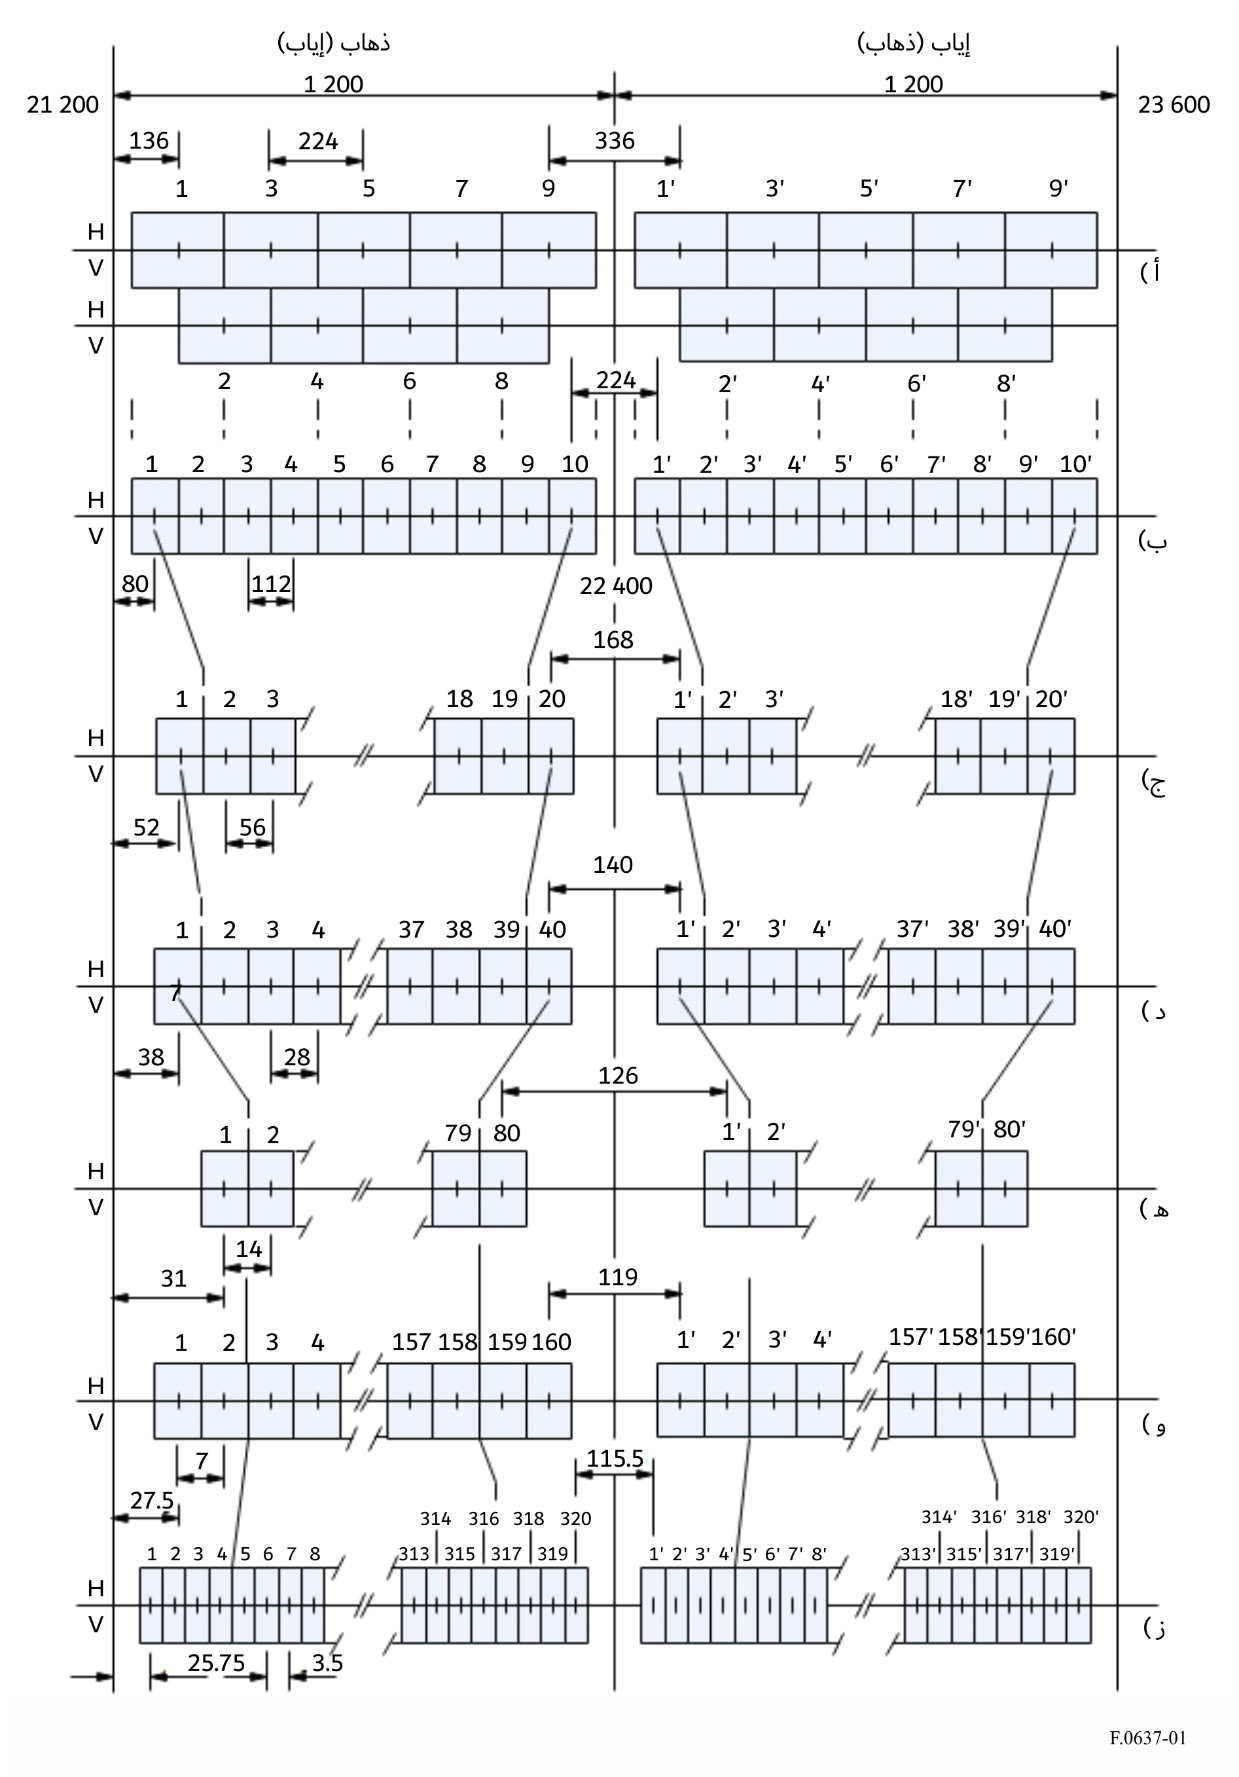 ذهاب (إياب) إياب (ذهاب)
1 200 1 200
21 200 23 600
136 224 336
1 3 5 7 9 1' 3' 5' 7' 9'
H
V
أ )
H
V
2 4 6 8 224 2' 4' 6' 8'
1 2 3 4 5 6 7 8 9 10 1' 2' 3' 4' 5' 6' 7' 8' 9' 10'
H
V
ب)
80 112 22 400
168
1 2 3 18 19 20 1' 2' 3' 18' 19' 20'
H
V
ج)
52 56
140
1 2 3 4 37 38 39 40 1' 2' 3' 4' 37' 38' 39' 40'
H
V
7
د )
38 28
126
1 2 79 80 1' 2' 79' 80'
H
V
ه )
14
31 119
1 2 3 4 157 158 159 160 1' 2' 3' 4' 157' 158' 159' 160'
H
V
و )
7 115.5
27.5
314 316 318 320 314' 316' 318' 320'
1 2 3 4 5 6 7 8 313 315 317 319 1' 2' 3' 4' 5' 6' 7' 8' 313' 315' 317' 319'
H
V
ز )
25.75 3.5
F.0637-01